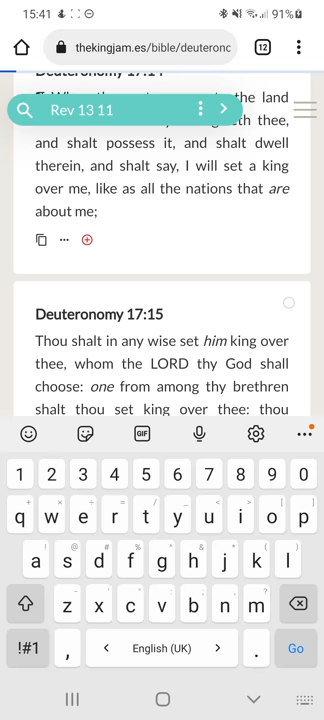 15:41 91%
thekingjam.es/bible/deuteronc 12
Deuteronomy 17:14
the land
Rev 13 11
thee,
and shalt possess it, and shalt dwell
therein, and shalt say, I will set a king
over me, like as all the nations that are
about me;
Deuteronomy 17:15
Thou shalt in any wise set him king over
thee, whom the LORD thy God shall
choose: one from among thy brethren
shalt thou set king over thee: thou
GIF
1 2 3 4 5 6 7 8 9 0
+ × ÷ = / _ < > [ ]
q w e r t y u i o p
! @ # % ^ & * ( )
a s d f g h j k l
- ' " : ; , ?
z x c v b n m
!#1 , < English (UK) > . Go